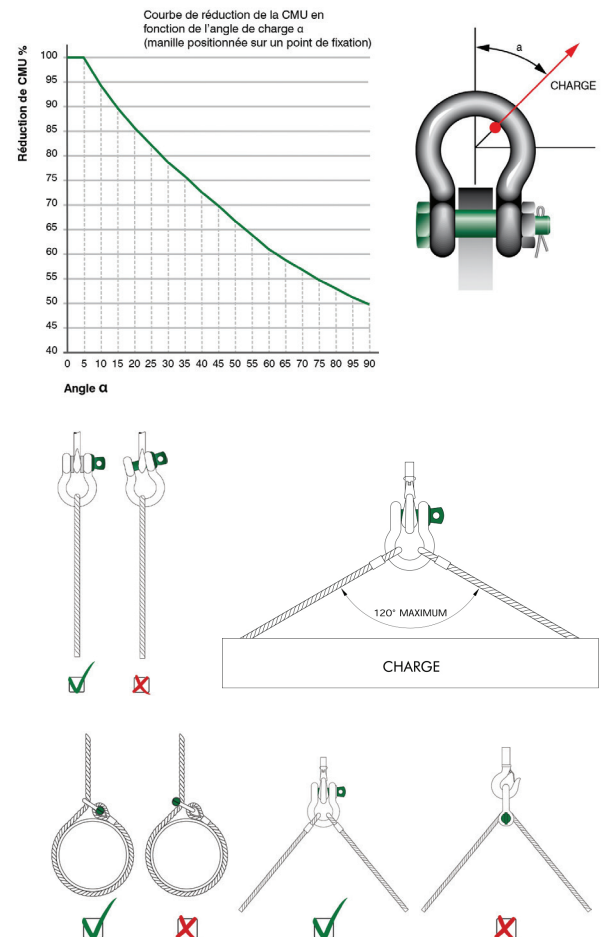 Courbe de réduction de la CMU en
fonction de l'angle de charge α
(manille positionnée sur un point de fixation)
Réduction de CMU %
100
95
90
85
80
75
70
65
60
55
50
45
40
0 5 10 15 20 25 30 35 40 45 50 55 60 65 70 75 80 95 90
Angle α
a
CHARGE
120° MAXIMUM
CHARGE